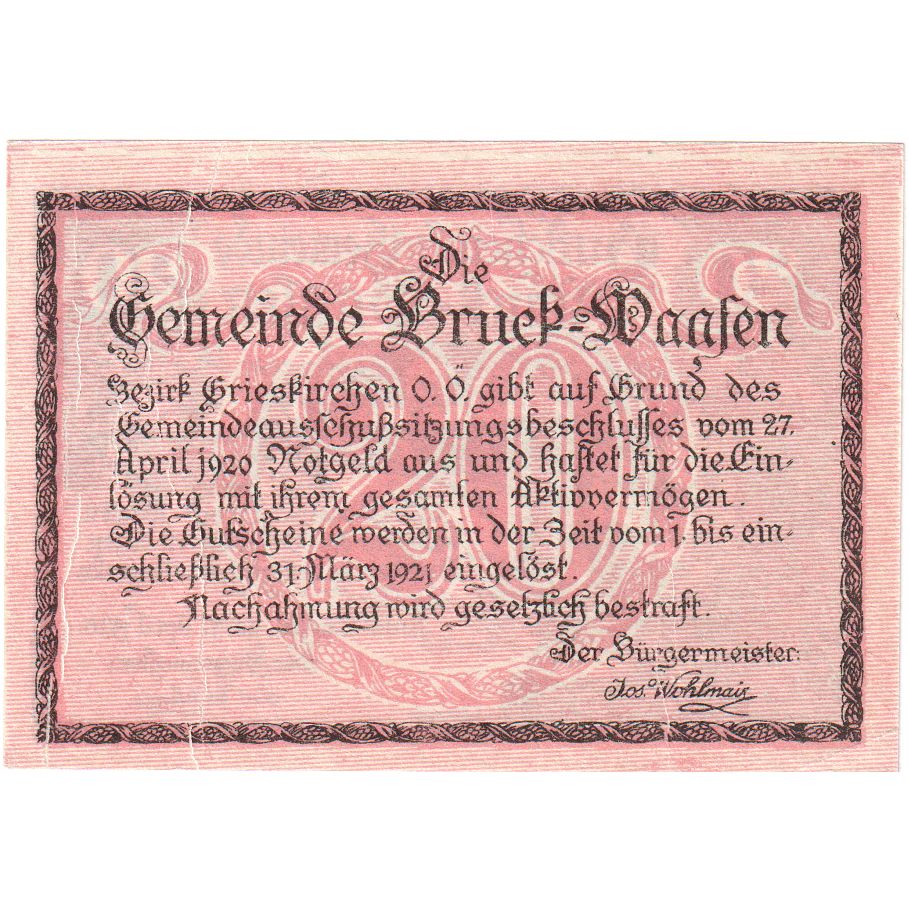 Die
Gemeinde Bruck-Waasen
Bezirk Grieskirchen O.Ö. gibt auf Grund des
Gemeindeausschußsitzungsbeschlusses vom 27.
April 1920 Notgeld aus und haftet für die Ein-
lösung mit ihrem gesamten Aktivvermögen.
Die Gutscheine werden in der Zeit vom 1. bis ein-
schließlich 31. März 1921 eingelöst.
Nachahmung wird gesetzlich bestraft.
Der Bürgermeister:
Jos. Wohlmair
20